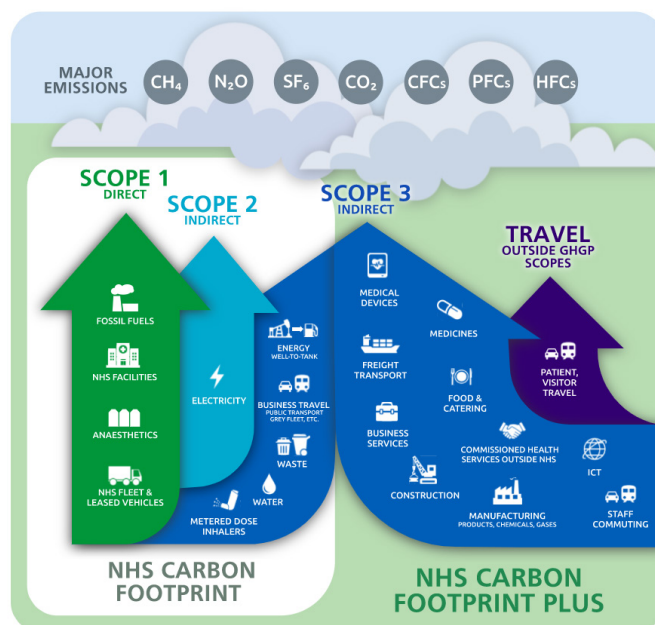 MAJOR
EMISSIONS
CH₄
N₂O
SF₆
CO₂
CFCs
PFCs
HFCs
SCOPE 1
DIRECT
SCOPE 2
INDIRECT
SCOPE 3
INDIRECT
TRAVEL
OUTSIDE GHGP
SCOPES
FOSSIL FUELS
NHS FACILITIES
ANAESTHETICS
NHS FLEET &
LEASED VEHICLES
ELECTRICITY
ENERGY
WELL-TO-TANK
BUSINESS TRAVEL
PUBLIC TRANSPORT
GREY FLEET, ETC.
WASTE
WATER
METERED DOSE
INHALERS
MEDICAL
DEVICES
MEDICINES
FREIGHT
TRANSPORT
FOOD &
CATERING
BUSINESS
SERVICES
COMMISSIONED HEALTH
SERVICES OUTSIDE NHS
CONSTRUCTION
MANUFACTURING
PRODUCTS, CHEMICALS, GASES
ICT
STAFF
COMMUTING
PATIENT,
VISITOR
TRAVEL
NHS CARBON
FOOTPRINT
NHS CARBON
FOOTPRINT PLUS